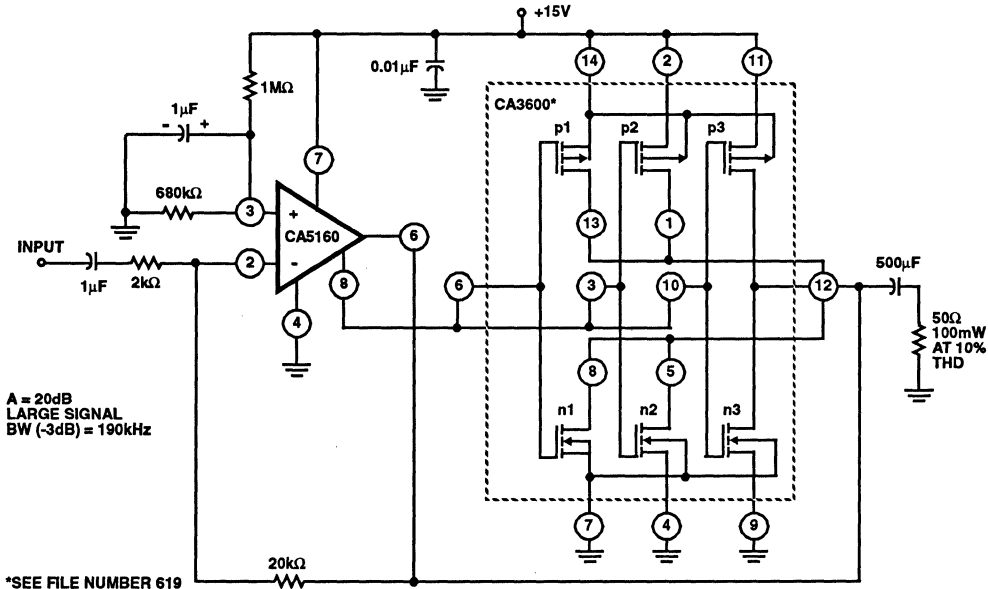 +15V
0.01µF
1MΩ
14
2
11
CA3600*
1µF
- +
p1
p2
p3
7
680kΩ
3
+
CA5160
6
13
1
INPUT
2
-
8
1µF
2kΩ
6
3
10
12
500µF
4
50Ω
100mW
AT 10%
THD
8
5
A = 20dB
LARGE SIGNAL
BW (-3dB) = 190kHz
n1
n2
n3
7
4
9
20kΩ
*SEE FILE NUMBER 619